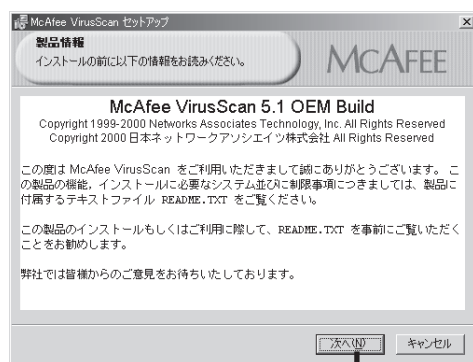 McAfee VirusScan セットアップ
製品情報
インストールの前に以下の情報をお読みください。
McAFEE
McAfee VirusScan 5.1 OEM Build
Copyright 1999-2000 Networks Associates Technology, Inc. All Rights Reserved
Copyright 2000 日本ネットワークアソシエイツ株式会社 All Rights Reserved
この度は McAfee VirusScan をご利用いただきまして誠にありがとうございます。こ
の製品の機能, インストールに必要なシステム並びに制限事項につきましては、製品に
付属するテキストファイル README.TXT をご覧ください。
この製品のインストールもしくはご利用に際して、README.TXT を事前にご覧いただく
ことをお勧めします。
弊社では皆様からのご意見をお待ちいたしております。
次へ(N)
キャンセル